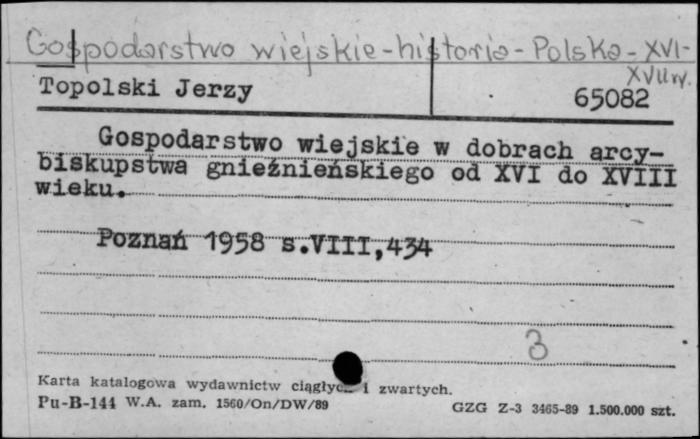 Gospodarstwo wiejskie - historia - Polska - XVI-
XVIIIw.
Topolski Jerzy
65082
Gospodarstwo wiejskie w dobrach arcy-
biskupstwa gnieźnieńskiego od XVI do XVIII
wieku.
Poznań 1958 s.VIII,434
3
Karta katalogowa wydawnictw ciągłych i zwartych.
Pu-B-144 W.A. zam. 1560/On/DW/89
GZG Z-3 3465-89 1.500.000 szt.